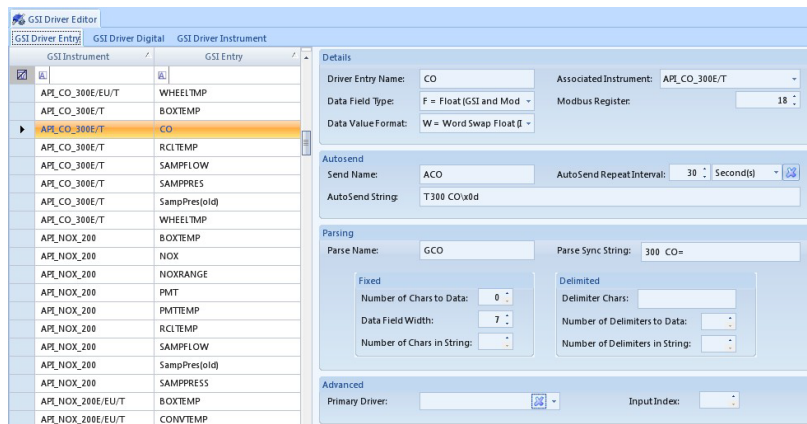 GSI Driver Editor
GSI Driver Entry GSI Driver Digital GSI Driver Instrument
GSI Instrument GSI Entry
API_CO_300E/EU/T WHEELTMP
API_CO_300E/T BOXTEMP
API_CO_300E/T CO
API_CO_300E/T RCLTEMP
API_CO_300E/T SAMPFLOW
API_CO_300E/T SAMPPRES
API_CO_300E/T SampPres(old)
API_CO_300E/T WHEELTMP
API_NOX_200 BOXTEMP
API_NOX_200 NOX
API_NOX_200 NOXRANGE
API_NOX_200 PMT
API_NOX_200 PMTTEMP
API_NOX_200 RCLTEMP
API_NOX_200 SAMPFLOW
API_NOX_200 SampPres(old)
API_NOX_200 SAMPPRESS
API_NOX_200E/EU/T BOXTEMP
API_NOX_200E/EU/T CONVTEMP
Details
Driver Entry Name: CO Associated Instrument: API_CO_300E/T
Data Field Type: F = Float (GSI and Mod Modbus Register: 18
Data Value Format: W = Word Swap Float (I
Autosend
Send Name: ACO AutoSend Repeat Interval: 30 Second(s)
AutoSend String: T300 CO\x0d
Parsing
Parse Name: GCO Parse Sync String: 300 CO=
Fixed Delimited
Number of Chars to Data: 0 Delimiter Chars:
Data Field Width: 7 Number of Delimiters to Data:
Number of Chars in String: Number of Delimiters in String:
Advanced
Primary Driver: Input Index: